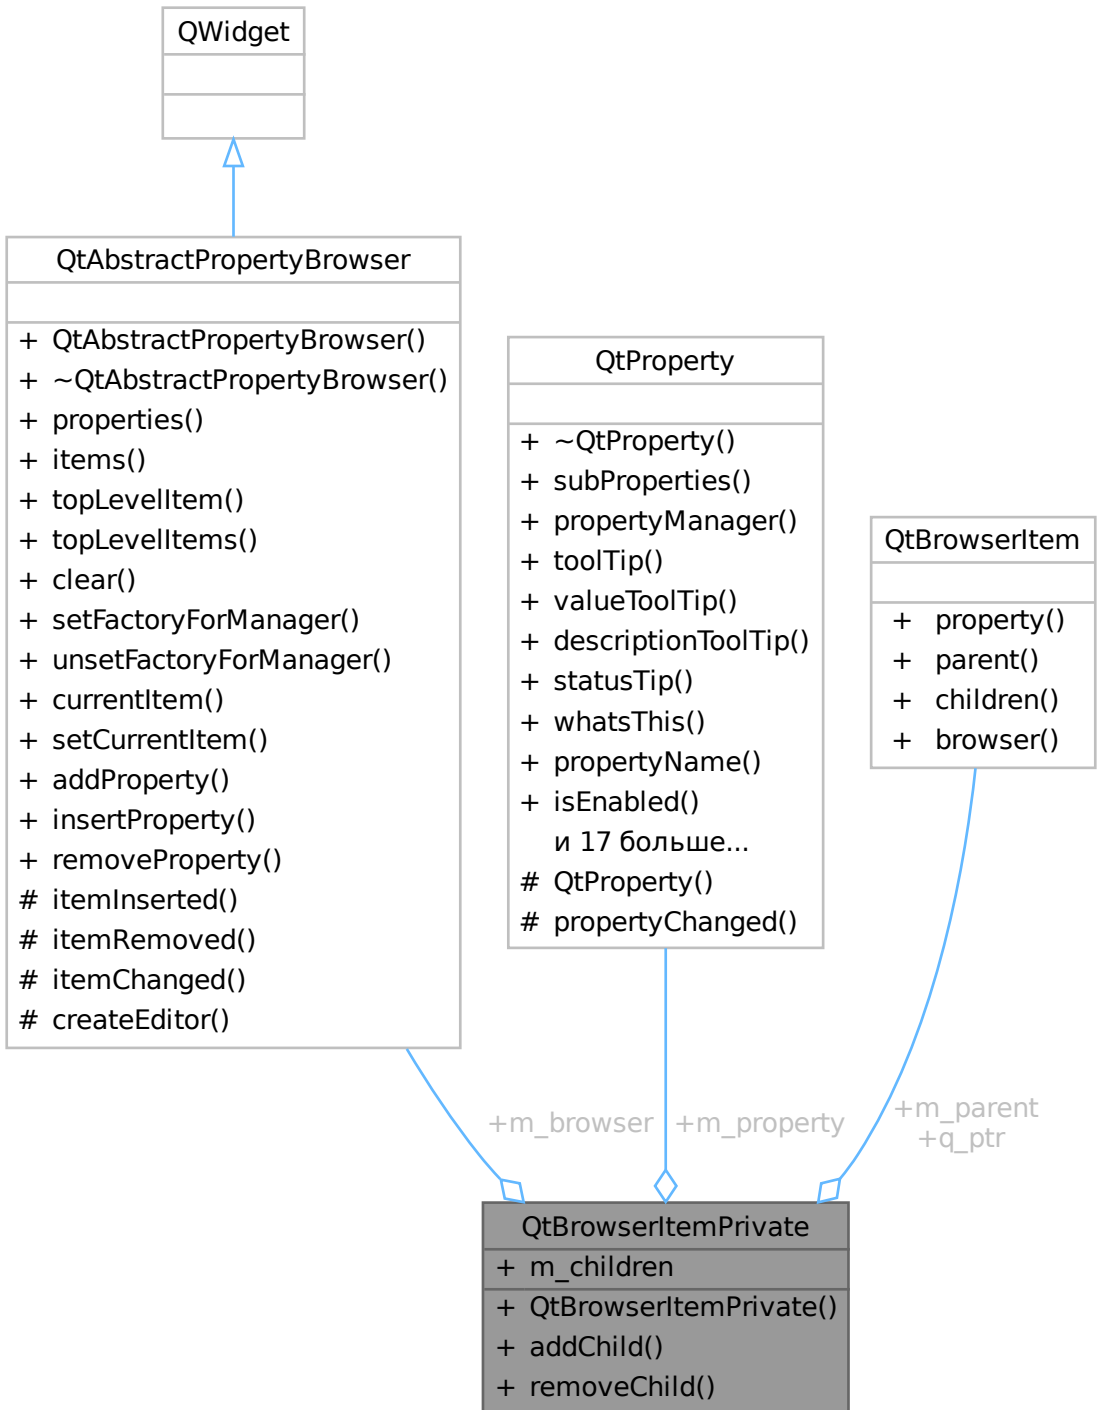 QWidget
QtAbstractPropertyBrowser
+ QtAbstractPropertyBrowser()
+ ~QtAbstractPropertyBrowser()
+ properties()
+ items()
+ topLevelItem()
+ topLevelItems()
+ clear()
+ setFactoryForManager()
+ unsetFactoryForManager()
+ currentItem()
+ setCurrentItem()
+ addProperty()
+ insertProperty()
+ removeProperty()
# itemInserted()
# itemRemoved()
# itemChanged()
# createEditor()
QtProperty
+ ~QtProperty()
+ subProperties()
+ propertyManager()
+ toolTip()
+ valueToolTip()
+ descriptionToolTip()
+ statusTip()
+ whatsThis()
+ propertyName()
+ isEnabled()
и 17 больше...
# QtProperty()
# propertyChanged()
QtBrowserItem
+ property()
+ parent()
+ children()
+ browser()
+m_browser
+m_property
+m_parent
+q_ptr
QtBrowserItemPrivate
+ m_children
+ QtBrowserItemPrivate()
+ addChild()
+ removeChild()